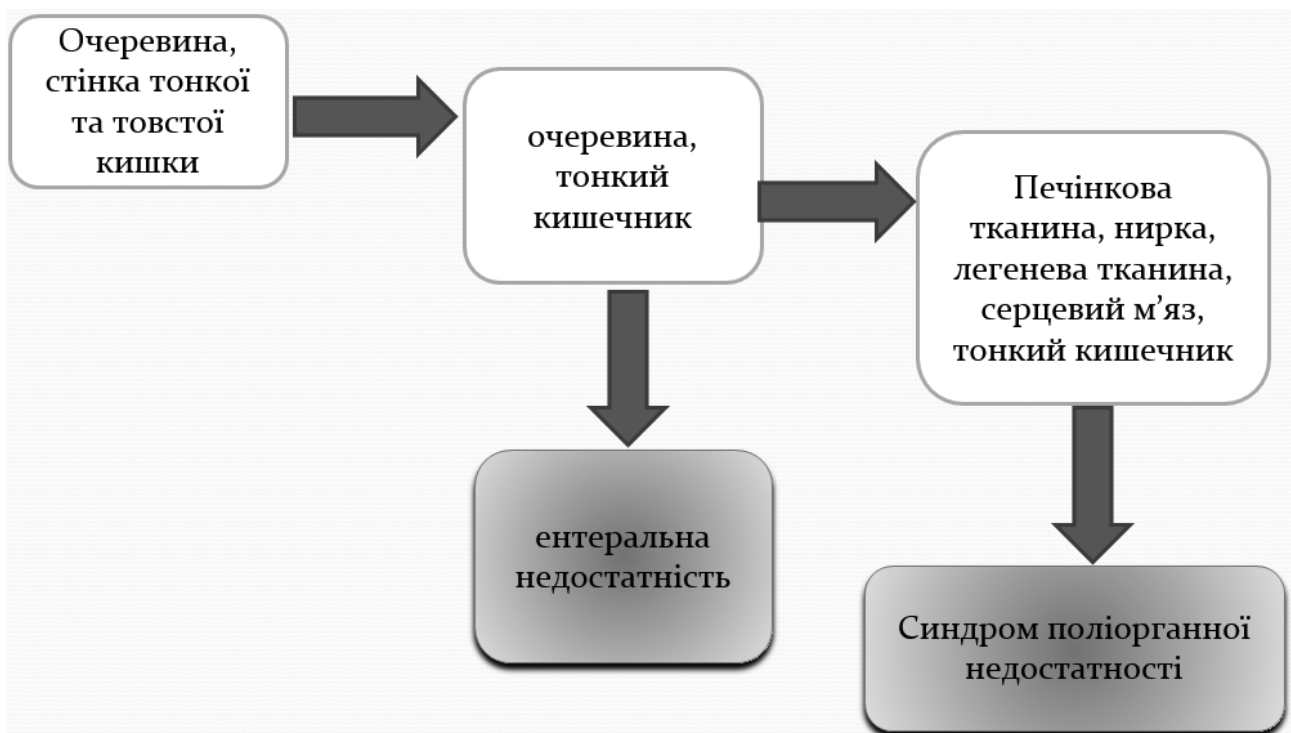 Очеревина,
стінка тонкої
та товстої
кишки
очеревина,
тонкий
кишечник
Печінкова
тканина, нирка,
легенева тканина,
серцевий м’яз,
тонкий кишечник
ентеральна
недостатність
Синдром поліорганної
недостатності